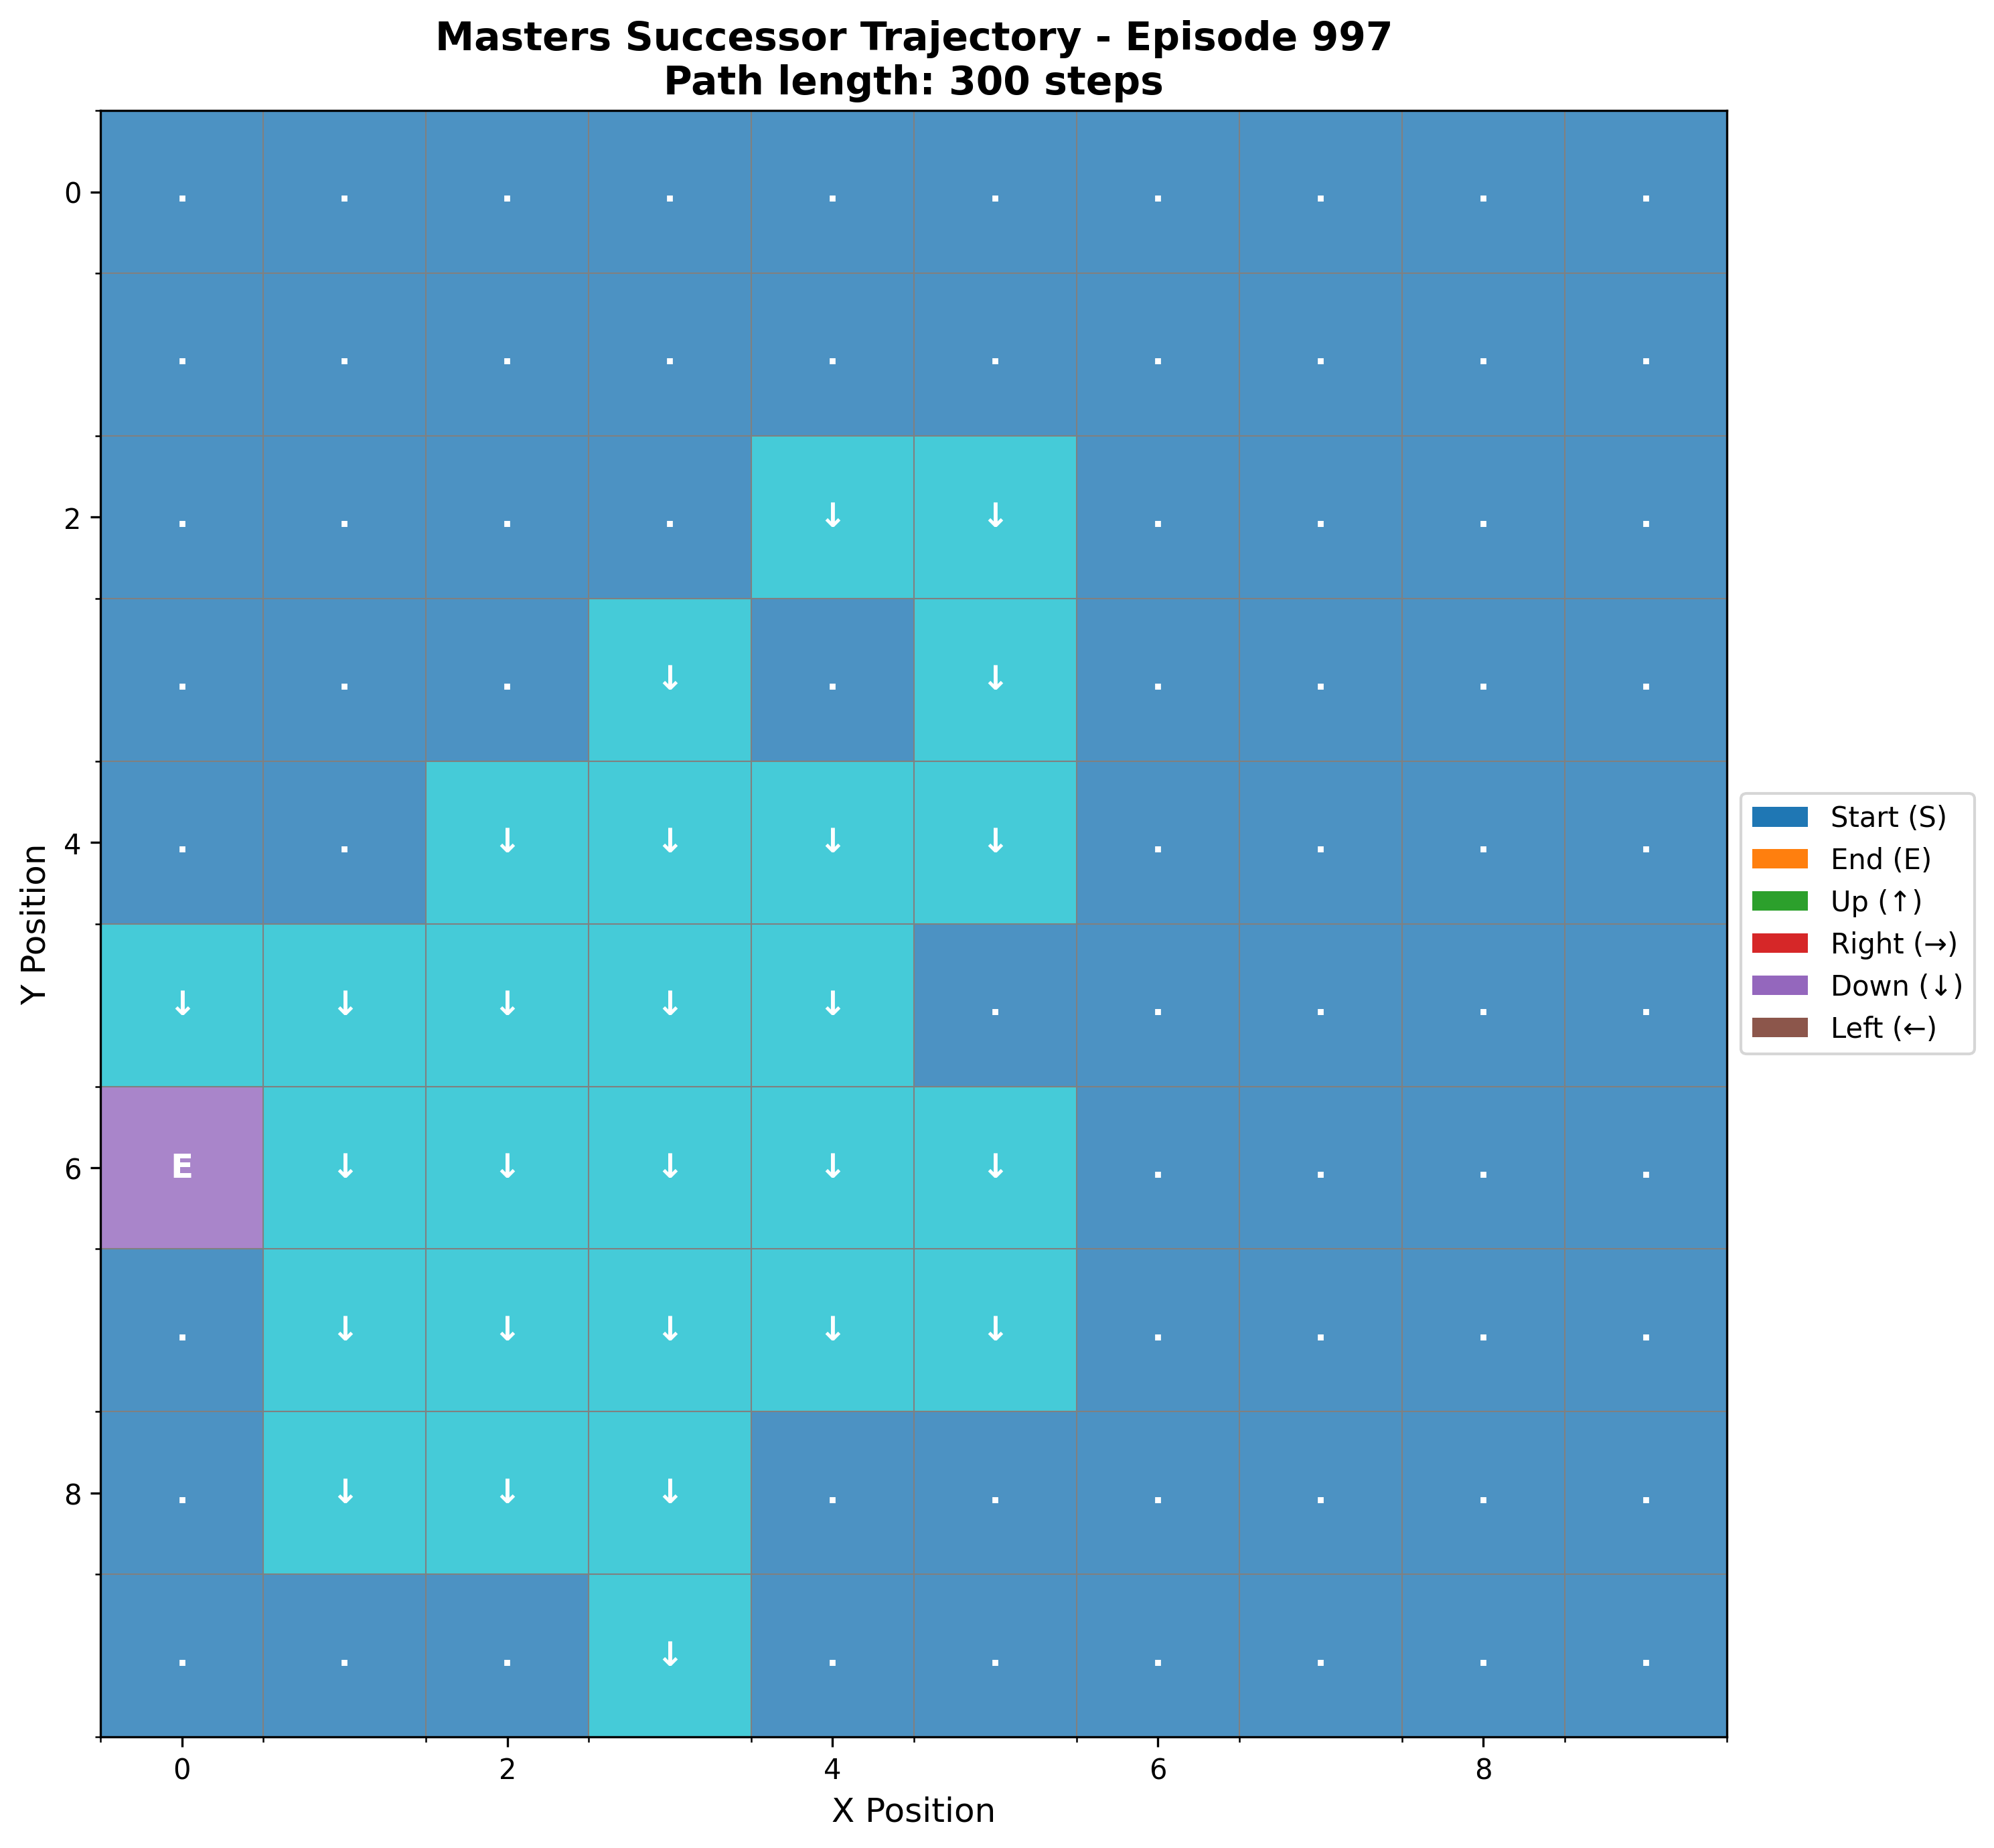 Masters Successor Trajectory - Episode 997
Path length: 300 steps
0 . . . . . . . . . .
. . . . . . . . . .
2 . . . . ↓ ↓ . . . .
. . . ↓ . ↓ . . . .
4 . . ↓ ↓ ↓ ↓ . . . .
↓ ↓ ↓ ↓ ↓ . . . . .
6 E ↓ ↓ ↓ ↓ ↓ . . . .
. ↓ ↓ ↓ ↓ ↓ . . . .
8 . ↓ ↓ ↓ . . . . . .
. . . ↓ . . . . . .
0 2 4 6 8
X Position
Y Position
Start (S)
End (E)
Up (↑)
Right (→)
Down (↓)
Left (←)